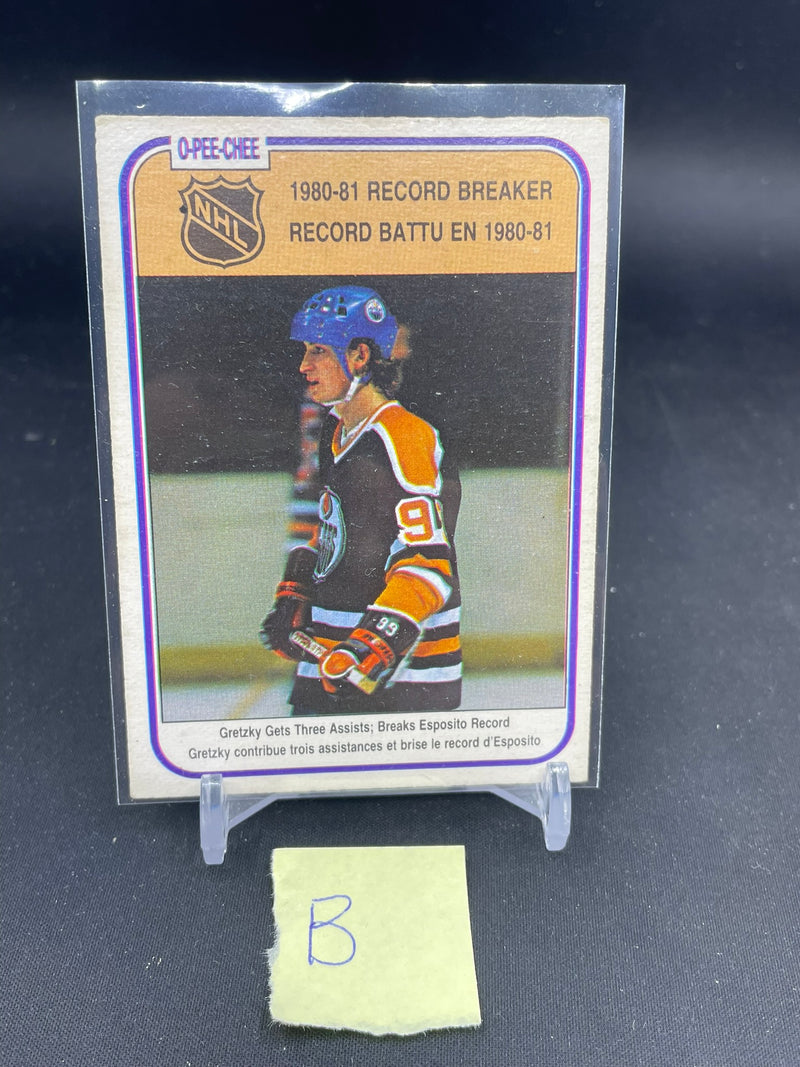 O-PEE-CHEE
NHL
1980-81 RECORD BREAKER
RECORD BATTU EN 1980-81
9
99
Gretzky Gets Three Assists; Breaks Esposito Record
Gretzky contribue trois assistances et brise le record d'Esposito
B